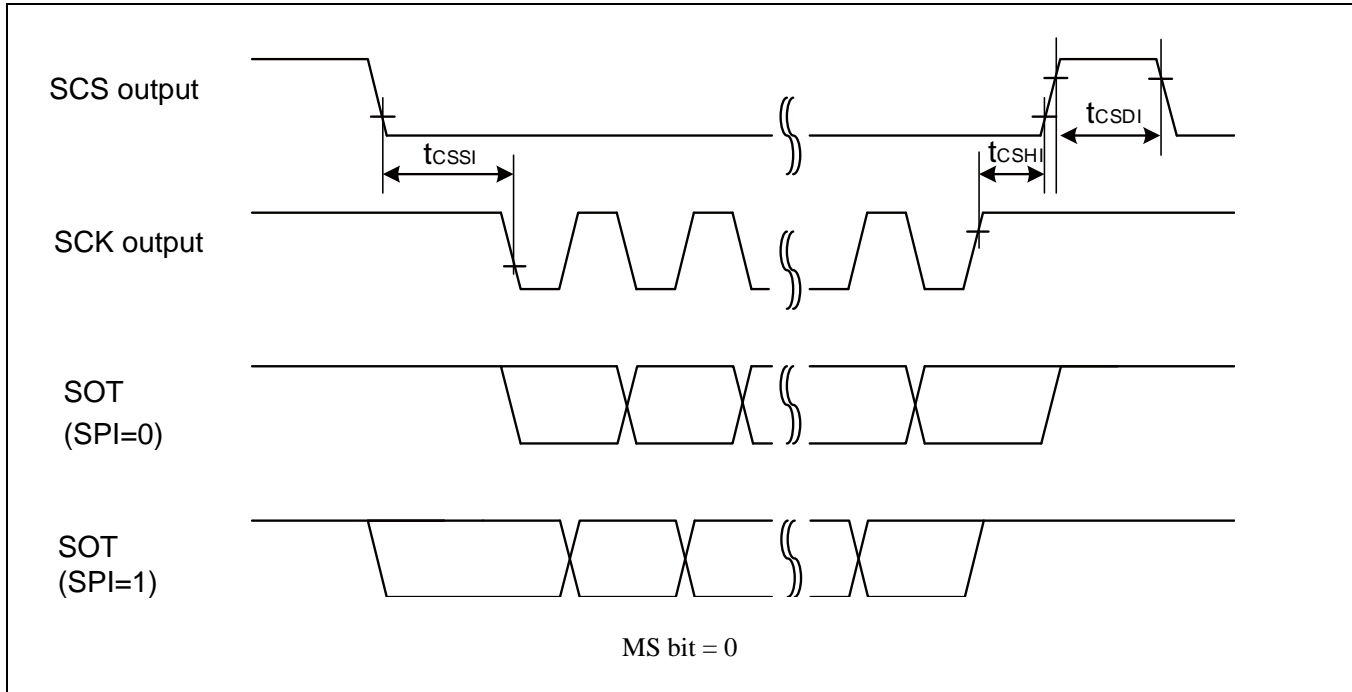 SCS output
tCSDI
tCSSI
tCSHI
SCK output
SOT
(SPI=0)
SOT
(SPI=1)
MS bit = 0